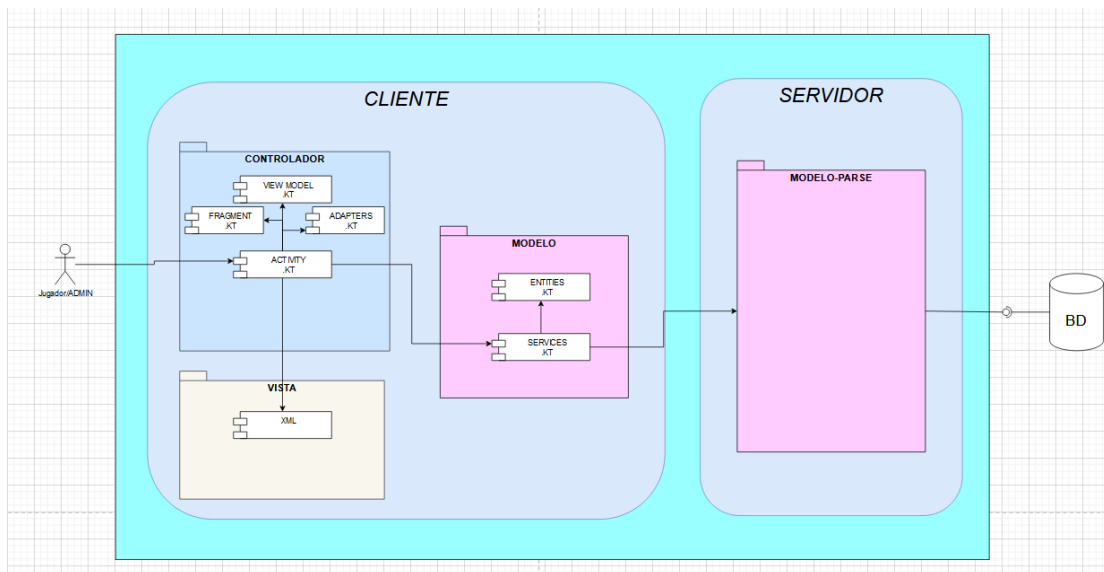 CLIENTE
SERVIDOR
CONTROLADOR
VIEW MODEL
.KT
FRAGMENT
.KT
ADAPTERS
.KT
ACTIVITY
.KT
Jugador/ADMIN
VISTA
XML
MODELO
ENTITIES
.KT
SERVICES
.KT
MODELO-PARSE
BD